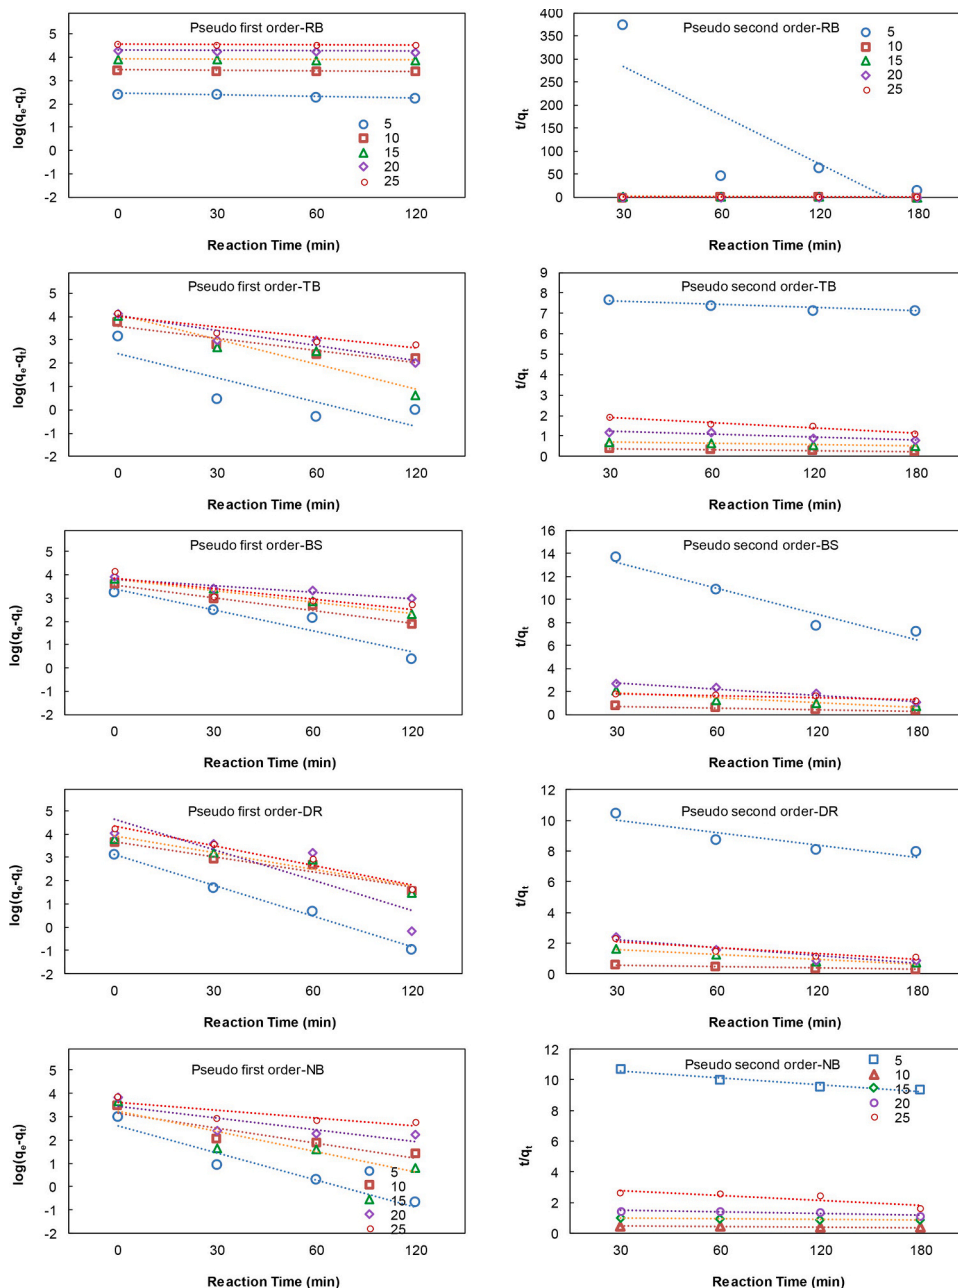 Pseudo first order-RB
5
4
3
2
1
0
-1
-2
log(qe-qt)
5
10
15
20
25
0 30 60 120
Reaction Time (min)
Pseudo second order-RB
400
350
300
250
200
150
100
50
0
t/qt
5
10
15
20
25
30 60 120 180
Reaction Time (min)
Pseudo first order-TB
5
4
3
2
1
0
-1
-2
log(qe-qt)
0 30 60 120
Reaction Time (min)
Pseudo second order-TB
9
8
7
6
5
4
3
2
1
0
t/qt
30 60 120 180
Reaction Time (min)
Pseudo first order-BS
5
4
3
2
1
0
-1
-2
log(qe-qt)
0 30 60 120
Reaction Time (min)
Pseudo second order-BS
16
14
12
10
8
6
4
2
0
t/qt
30 60 120 180
Reaction Time (min)
Pseudo first order-DR
5
4
3
2
1
0
-1
-2
log(qe-qt)
0 30 60 120
Reaction Time (min)
Pseudo second order-DR
12
10
8
6
4
2
0
t/qt
30 60 120 180
Reaction Time (min)
Pseudo first order-NB
5
4
3
2
1
0
-1
-2
log(qe-qt)
5
10
15
20
25
0 30 60 120
Reaction Time (min)
Pseudo second order-NB
12
10
8
6
4
2
0
t/qt
5
10
15
20
25
30 60 120 180
Reaction Time (min)